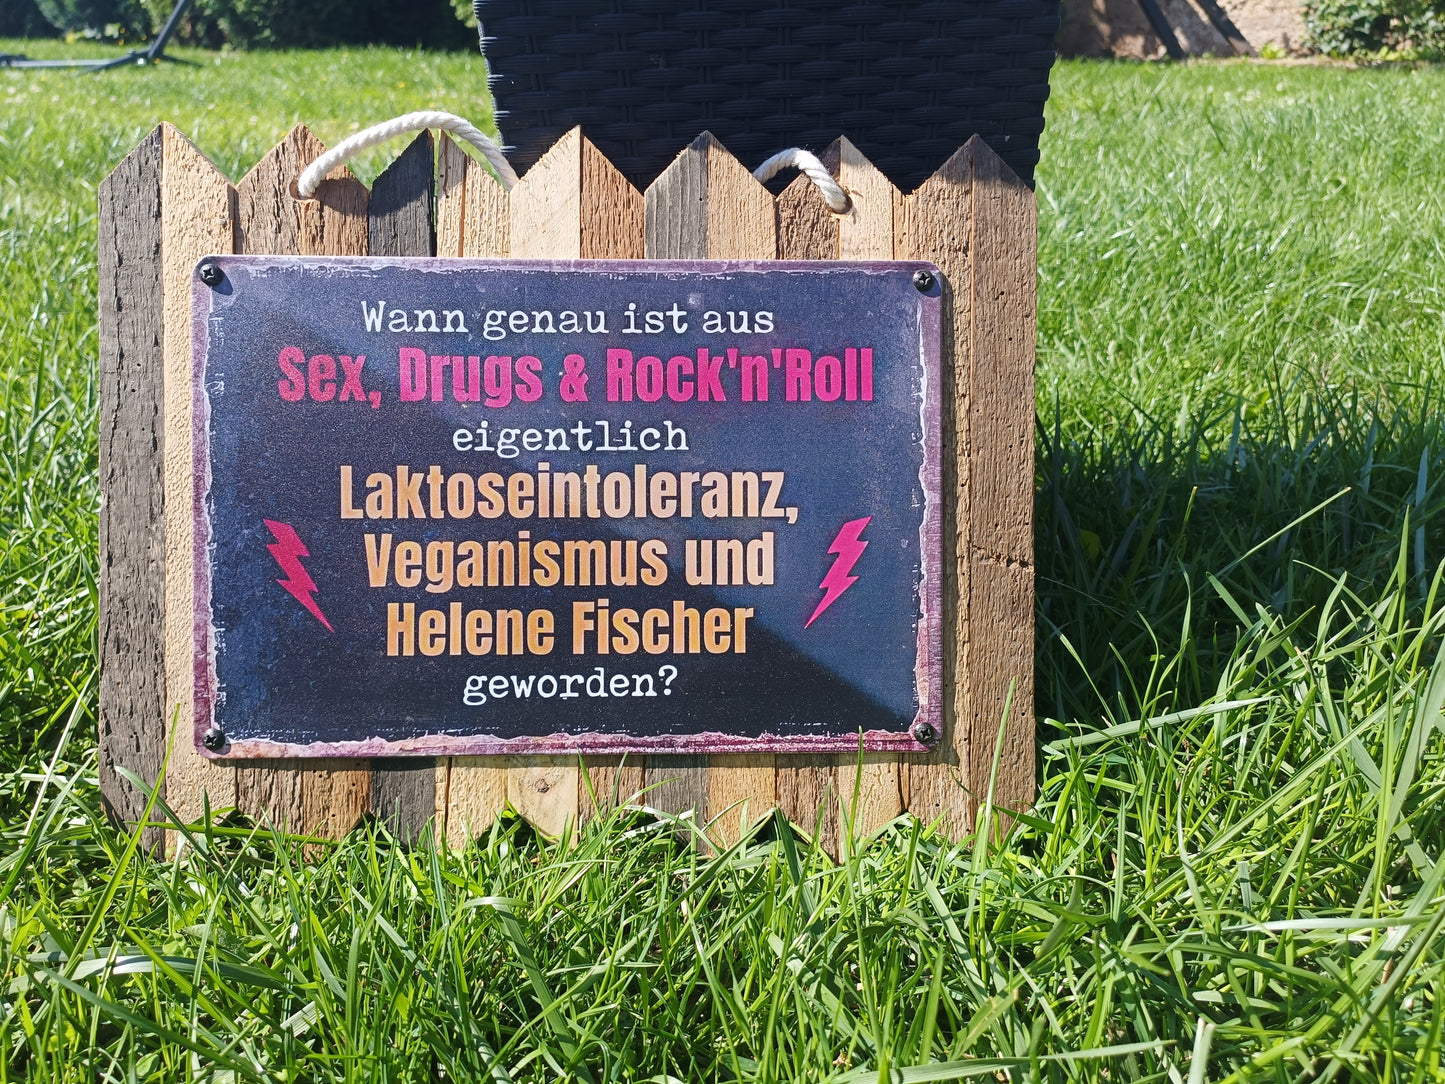 Wann genau ist aus
Sex, Drugs & Rock'n'Roll
eigentlich
Laktoseintoleranz,
Veganismus und
Helene Fischer
geworden?